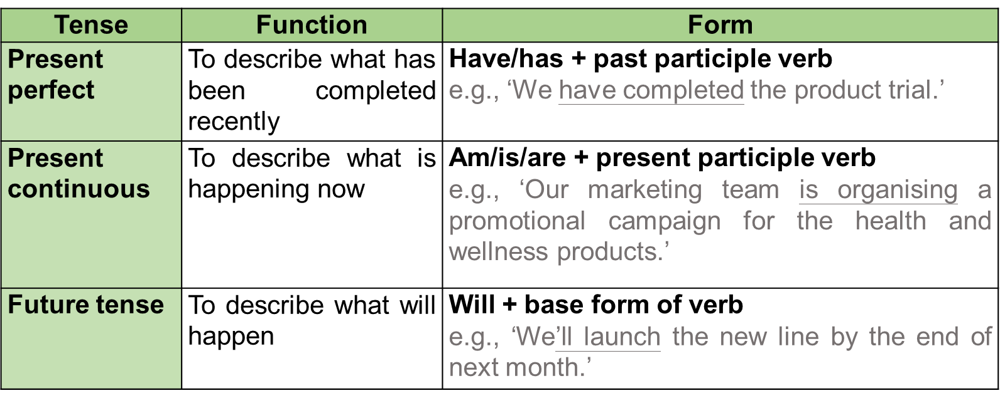 Tense
Function
Form
Present
perfect
To describe what has
been completed
recently
Have/has + past participle verb
e.g., ‘We have completed the product trial.’
Present
continuous
To describe what is
happening now
Am/is/are + present participle verb
e.g., ‘Our marketing team is organising a
promotional campaign for the health and
wellness products.’
Future tense
To describe what will
happen
Will + base form of verb
e.g., ‘We’ll launch the new line by the end of
next month.’